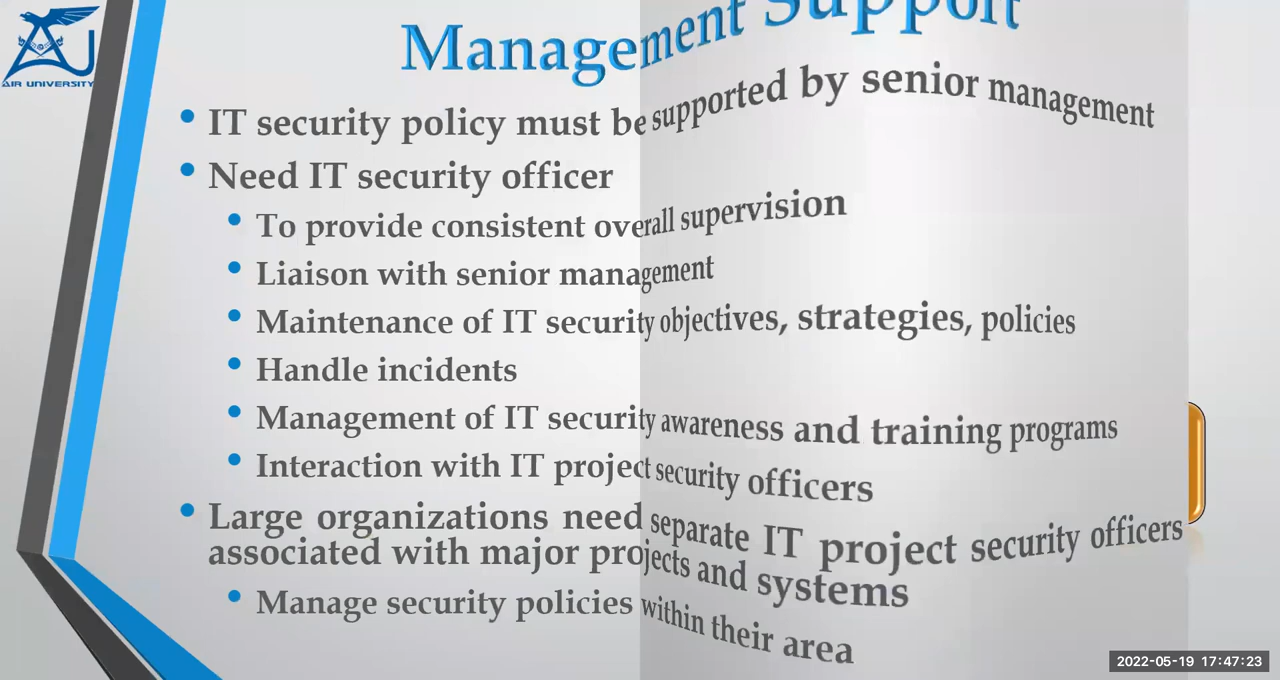 AIR UNIVERSITY
Management Support
IT security policy must be supported by senior management
Need IT security officer
To provide consistent overall supervision
Liaison with senior management
Maintenance of IT security objectives, strategies, policies
Handle incidents
Management of IT security awareness and training programs
Interaction with IT project security officers
Large organizations need separate IT project security officers
associated with major projects and systems
Manage security policies within their area
2022-05-19 17:47:23